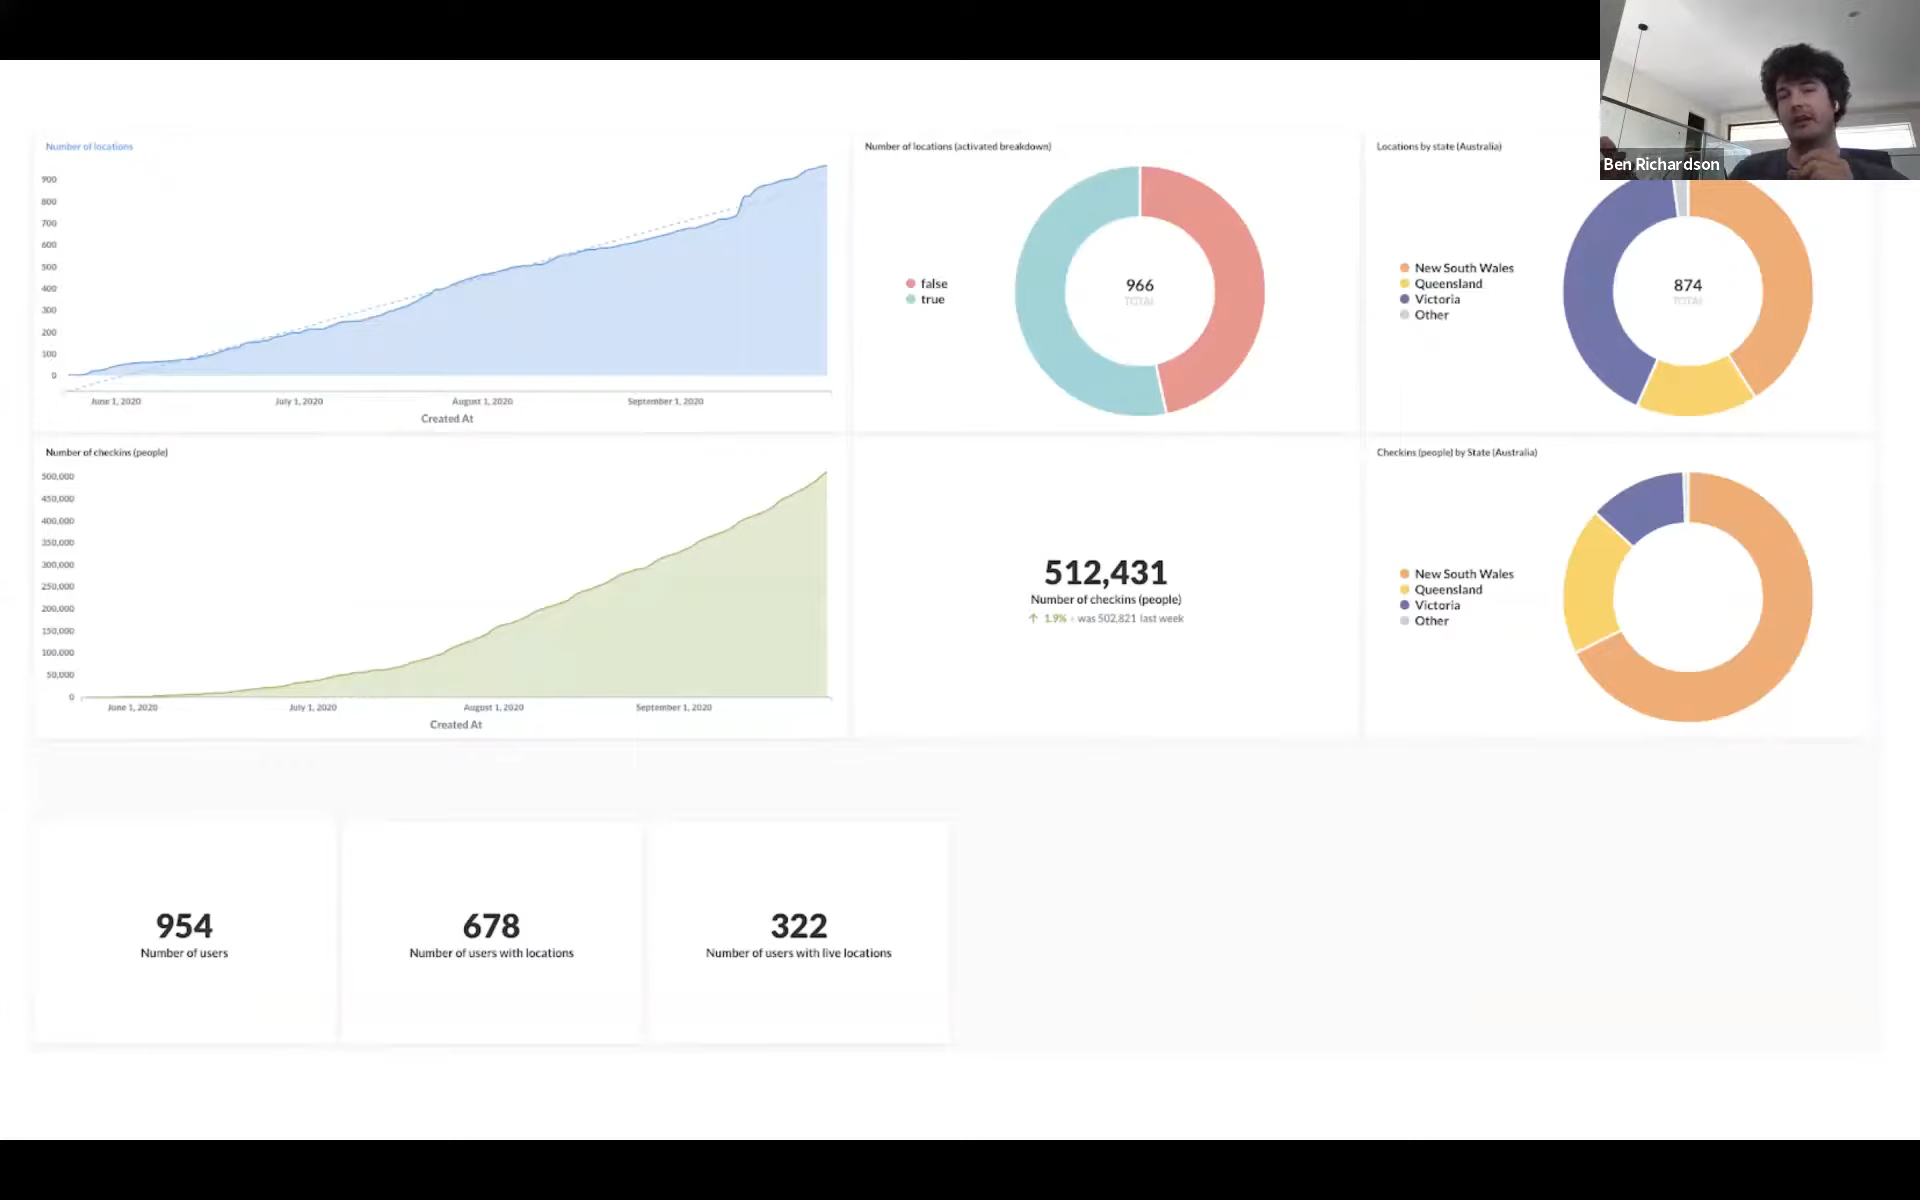 Ben Richardson
Number of locations
900
800
700
600
500
400
300
200
100
0
June 1, 2020
July 1, 2020
August 1, 2020
September 1, 2020
Created At
Number of locations (activated breakdown)
false
true
966
TOTAL
Locations by state (Australia)
New South Wales
Queensland
Victoria
Other
874
TOTAL
Number of checkins (people)
500,000
450,000
400,000
350,000
300,000
250,000
200,000
150,000
100,000
50,000
0
June 1, 2020
July 1, 2020
August 1, 2020
September 1, 2020
Created At
512,431
Number of checkins (people)
↑ 1.9% • was 502,821 last week
Checkins (people) by State (Australia)
New South Wales
Queensland
Victoria
Other
954
Number of users
678
Number of users with locations
322
Number of users with live locations